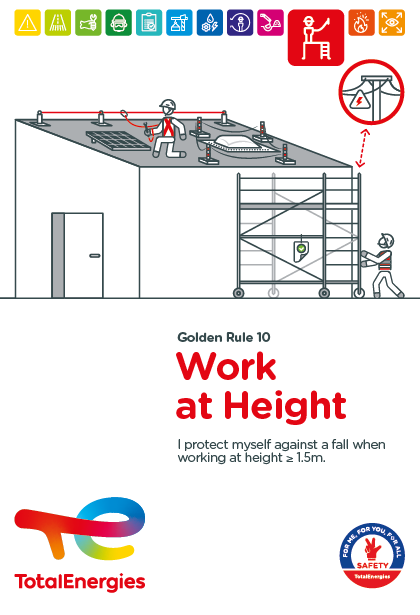 Golden Rule 10
Work
at Height
I protect myself against a fall when
working at height ≥ 1.5m.
TotalEnergies
FOR ME, FOR YOU, FOR ALL
SAFETY
TotalEnergies